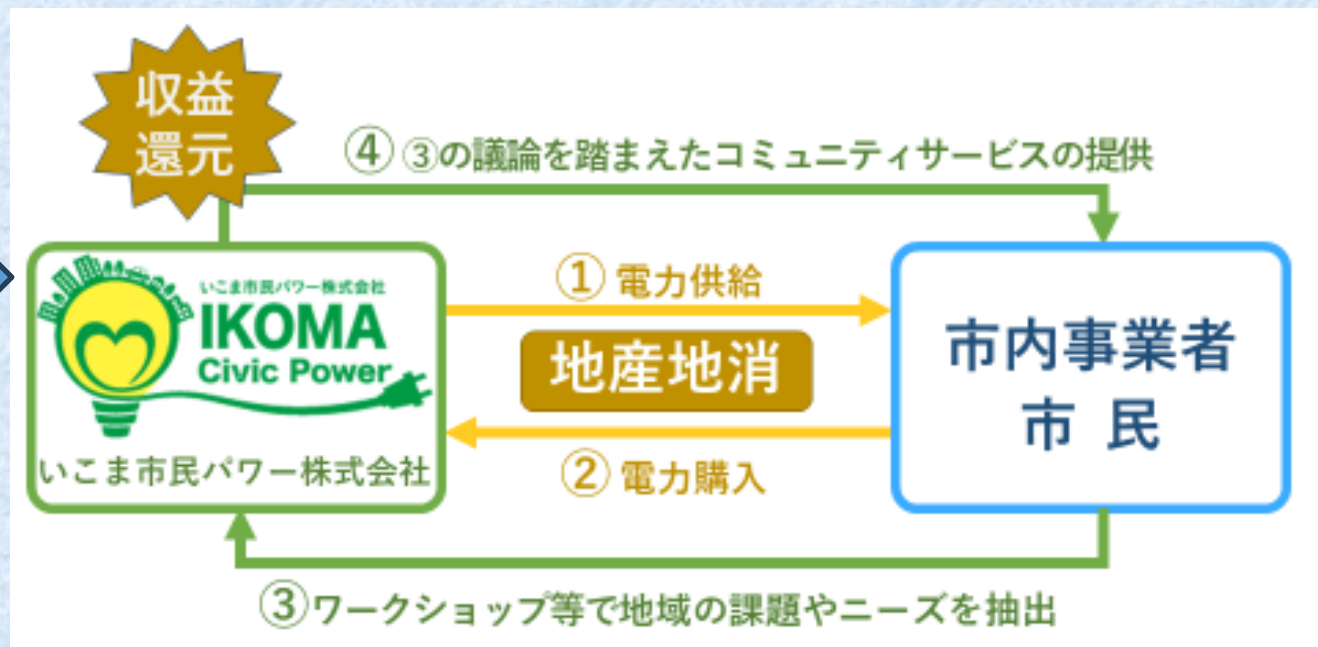 収益
還元
④ ③の議論を踏まえたコミュニティサービスの提供
いこま市民パワー株式会社
IKOMA
Civic Power
いこま市民パワー株式会社
① 電力供給
地産地消
② 電力購入
市内事業者
市 民
③ワークショップ等で地域の課題やニーズを抽出